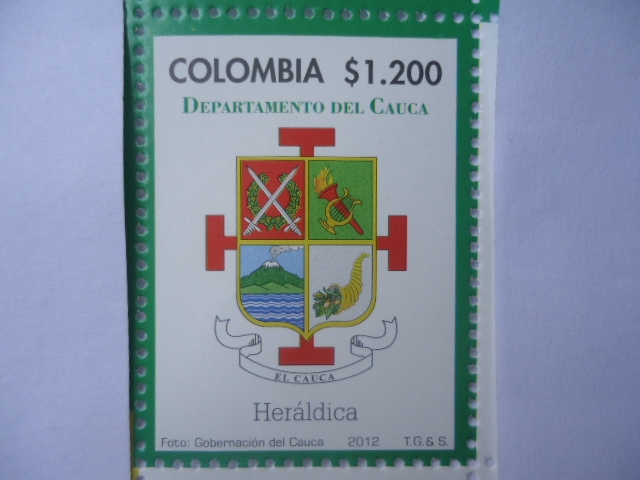 COLOMBIA $1.200
DEPARTAMENTO DEL CAUCA
EL CAUCA
Heráldica
Foto: Gobernación del Cauca 2012 T.G.& S.